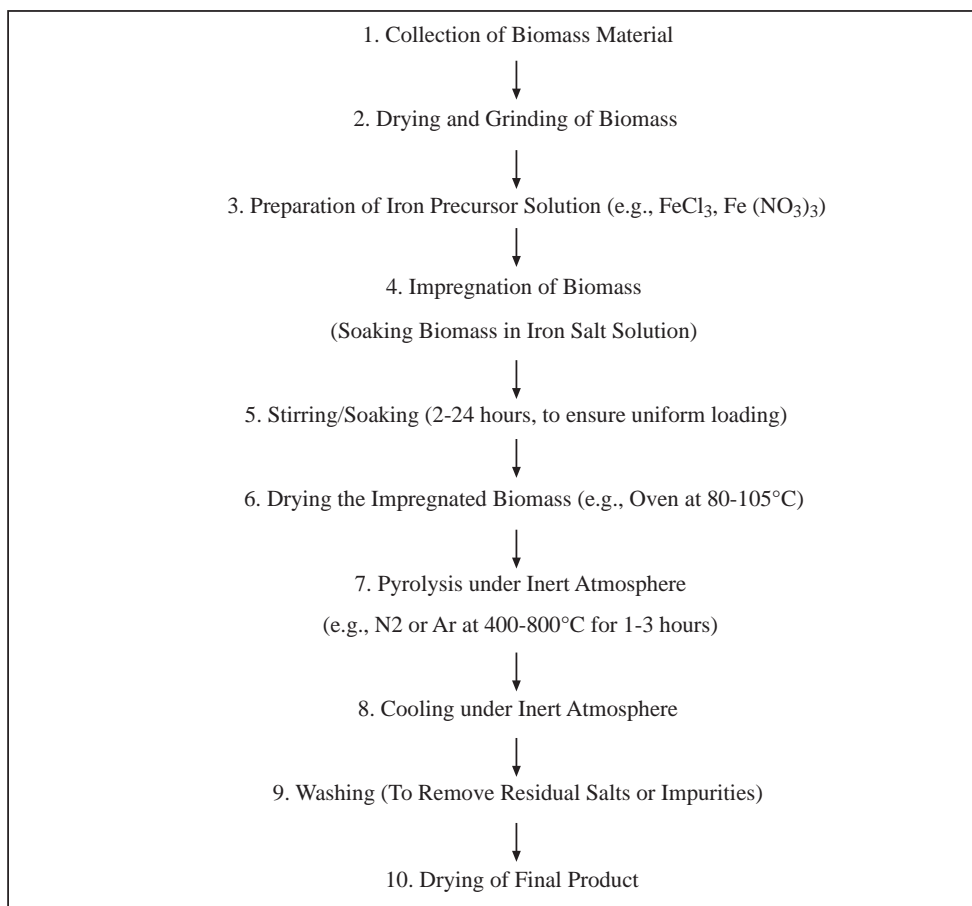 1. Collection of Biomass Material
2. Drying and Grinding of Biomass
3. Preparation of Iron Precursor Solution (e.g., FeCl₃, Fe (NO₃)₃)
4. Impregnation of Biomass
(Soaking Biomass in Iron Salt Solution)
5. Stirring/Soaking (2-24 hours, to ensure uniform loading)
6. Drying the Impregnated Biomass (e.g., Oven at 80-105°C)
7. Pyrolysis under Inert Atmosphere
(e.g., N2 or Ar at 400-800°C for 1-3 hours)
8. Cooling under Inert Atmosphere
9. Washing (To Remove Residual Salts or Impurities)
10. Drying of Final Product